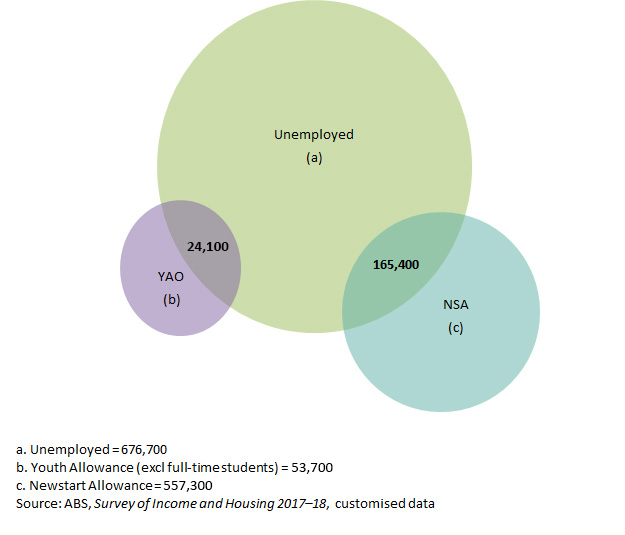 Unemployed
(a)
24,100
165,400
YAO
(b)
NSA
(c)
a. Unemployed = 676,700
b. Youth Allowance (excl full-time students) = 53,700
c. Newstart Allowance = 557,300
Source: ABS, Survey of Income and Housing 2017–18, customised data